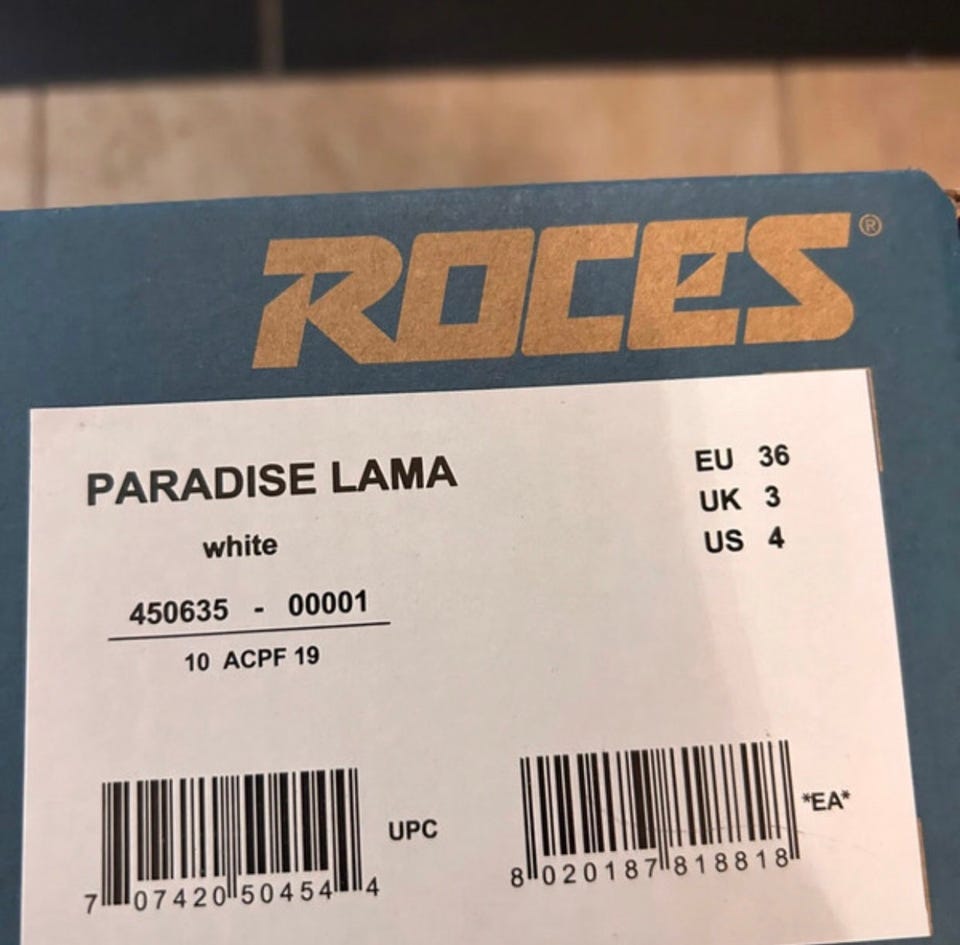 ROCES®
PARADISE LAMA
white
450635 - 00001
10 ACPF 19
EU 36
UK 3
US 4
7 07420 50454 4
UPC
8 020187 818818
*EA*